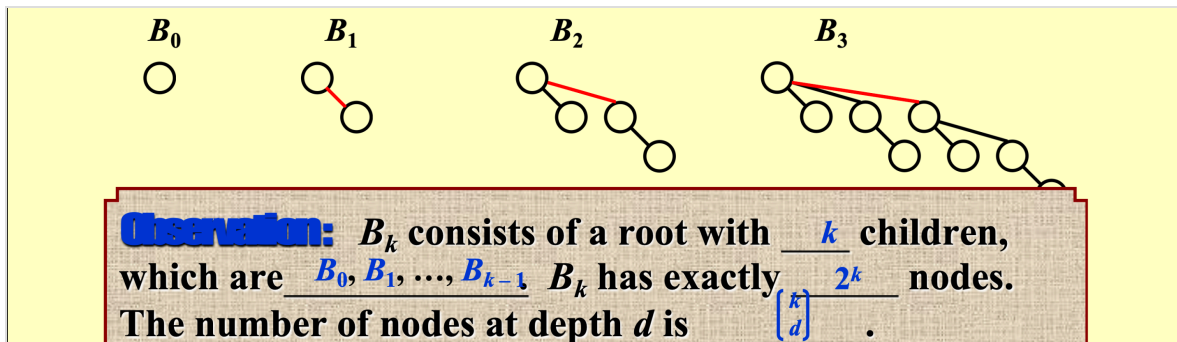 B₀ B₁ B₂ B₃
Observation: Bₖ consists of a root with k children,
which are B₀, B₁, …, Bₖ₋₁. Bₖ has exactly 2ᵏ nodes.
The number of nodes at depth d is (k d) .